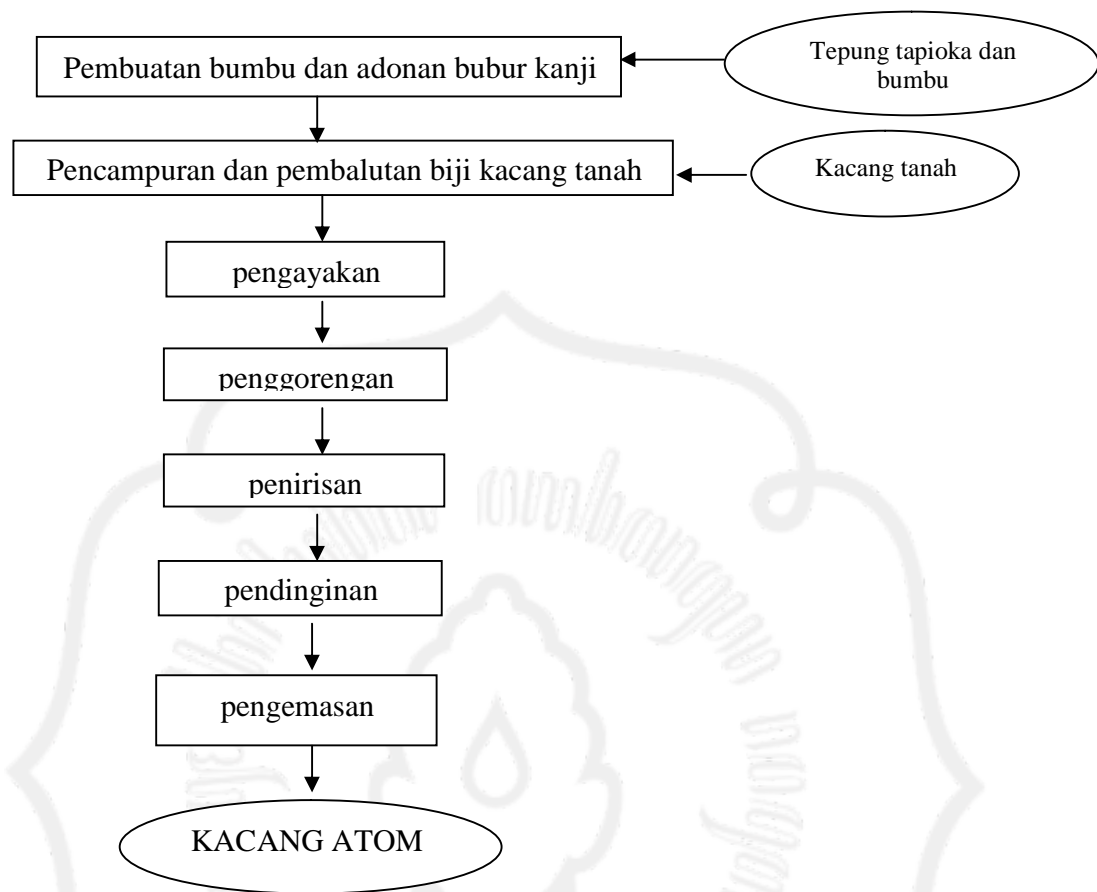 Pembuatan bumbu dan adonan bubur kanji
Tepung tapioka dan
bumbu
Pencampuran dan pembalutan biji kacang tanah
Kacang tanah
pengayakan
penggorengan
penirisan
pendinginan
pengemasan
KACANG ATOM